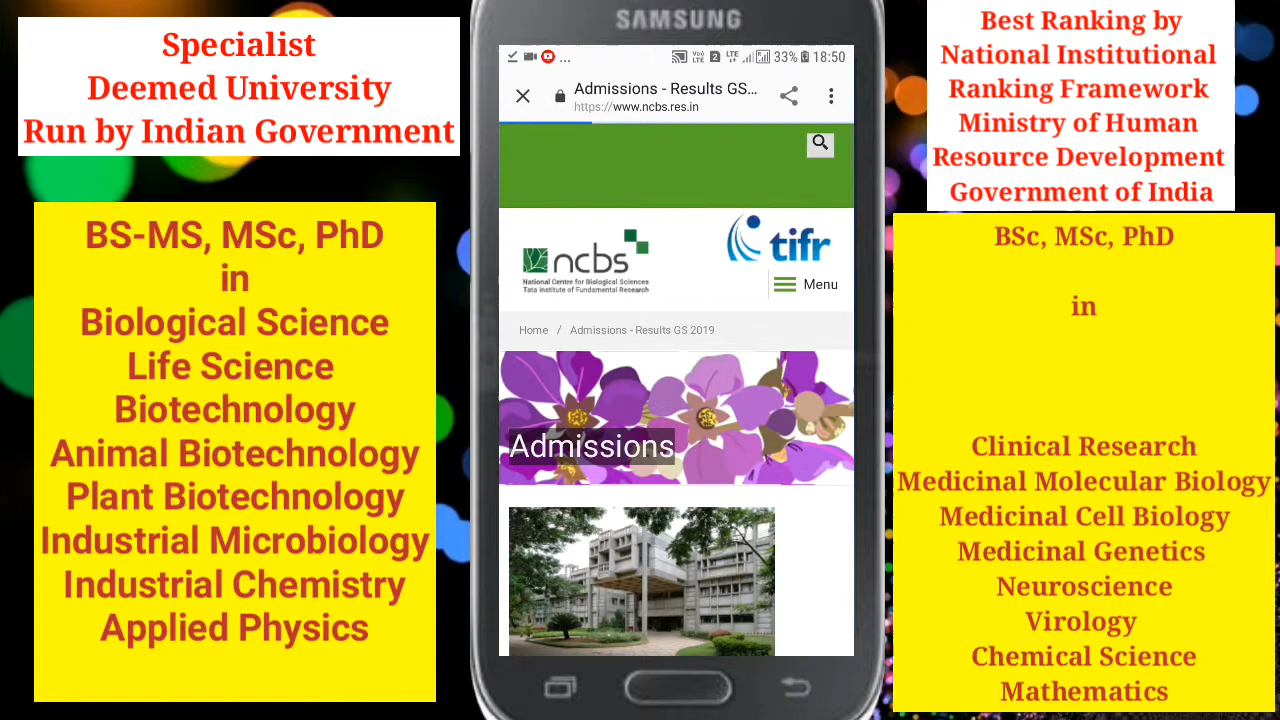 Specialist
Deemed University
Run by Indian Government
BS-MS, MSc, PhD
in
Biological Science
Life Science
Biotechnology
Animal Biotechnology
Plant Biotechnology
Industrial Microbiology
Industrial Chemistry
Applied Physics
SAMSUNG
... VoLTE 2 LTE 33% 18:50
Admissions - Results GS...
https://www.ncbs.res.in
ncbs
National Centre for Biological Sciences
Tata Institute of Fundamental Research
tifr
Menu
Home / Admissions - Results GS 2019
Admissions
Best Ranking by
National Institutional
Ranking Framework
Ministry of Human
Resource Development
Government of India
BSc, MSc, PhD
in
Clinical Research
Medicinal Molecular Biology
Medicinal Cell Biology
Medicinal Genetics
Neuroscience
Virology
Chemical Science
Mathematics